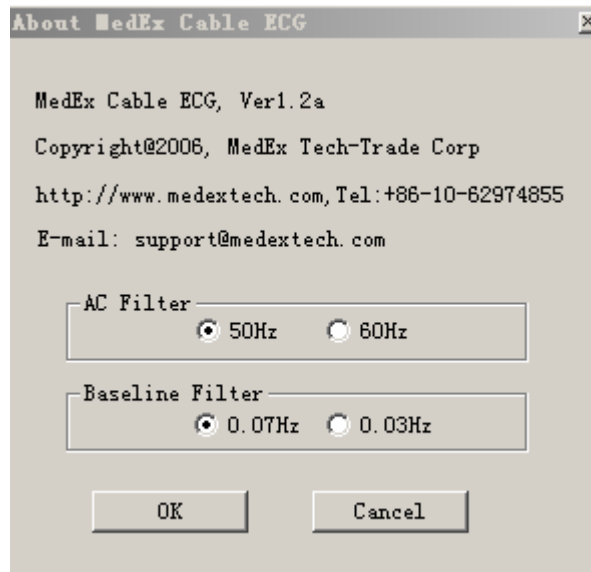 About MedEx Cable ECG
MedEx Cable ECG, Ver1.2a
Copyright@2006, MedEx Tech-Trade Corp
http://www.medextech.com,Tel:+86-10-62974855
E-mail: support@medextech.com
AC Filter
50Hz 60Hz
Baseline Filter
0.07Hz 0.03Hz
OK Cancel